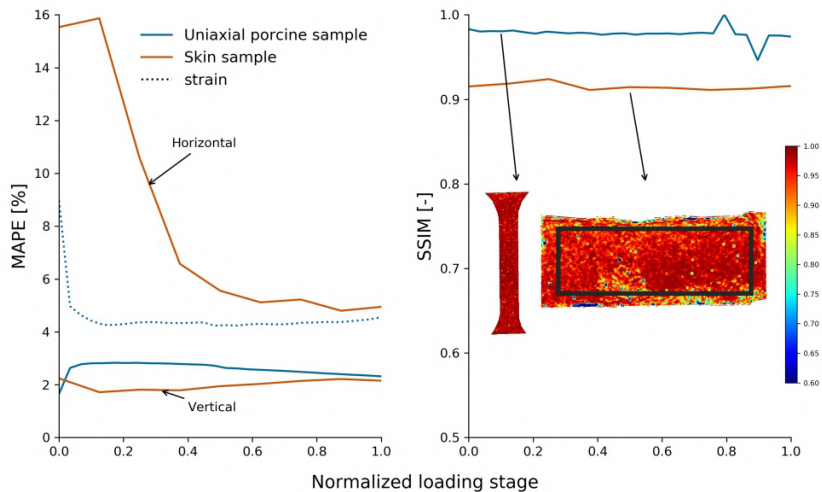 16
14
12
10
8
6
4
2
0
MAPE [%]
Uniaxial porcine sample
Skin sample
strain
Horizontal
Vertical
0.0 0.2 0.4 0.6 0.8 1.0
1.0
0.9
0.8
0.7
0.6
0.5
SSIM [-]
1.00
0.95
0.90
0.85
0.80
0.75
0.70
0.65
0.60
0.0 0.2 0.4 0.6 0.8 1.0
Normalized loading stage